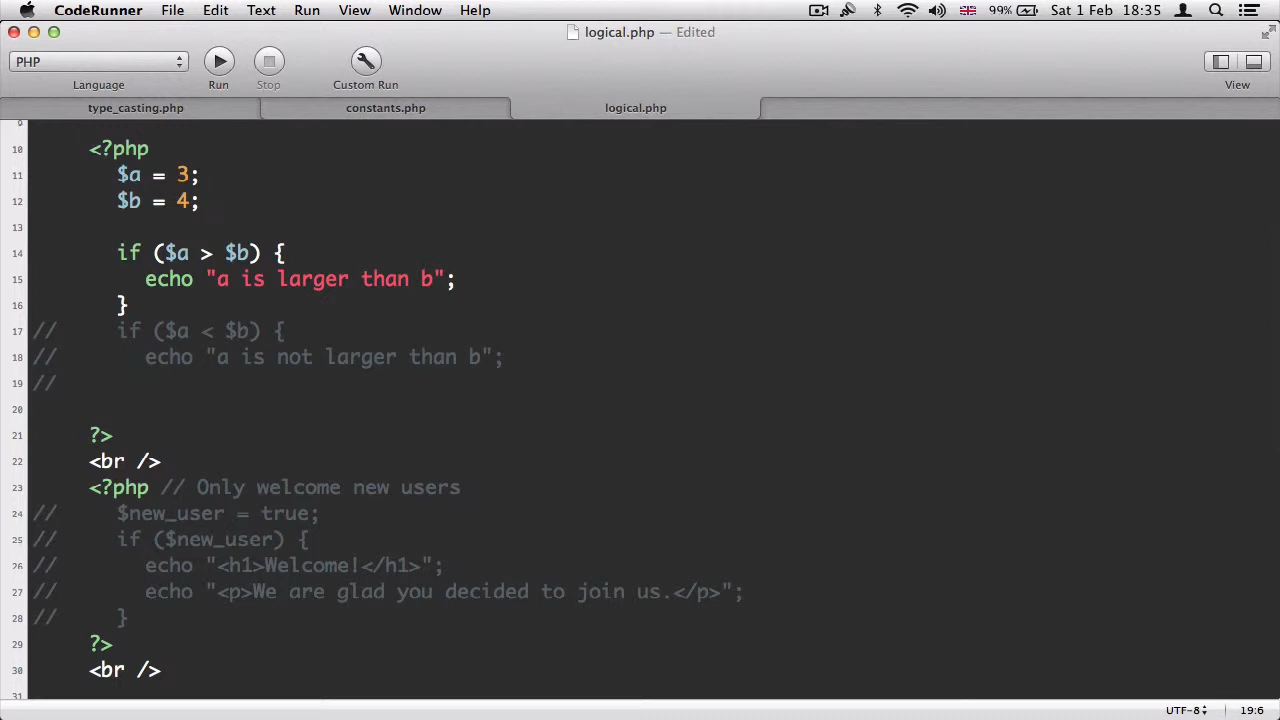 CodeRunner File Edit Text Run View Window Help 99% Sat 1 Feb 18:35
logical.php — Edited
PHP
Language Run Stop Custom Run View
type_casting.php constants.php logical.php
9
10 <?php
11 $a = 3;
12 $b = 4;
13
14 if ($a > $b) {
15 echo "a is larger than b";
16 }
17 // if ($a < $b) {
18 // echo "a is not larger than b";
19 //
20
21 ?>
22 <br />
23 <?php // Only welcome new users
24 // $new_user = true;
25 // if ($new_user) {
26 // echo "<h1>Welcome!</h1>";
27 // echo "<p>We are glad you decided to join us.</p>";
28 // }
29 ?>
30 <br />
31
UTF-8 19:6